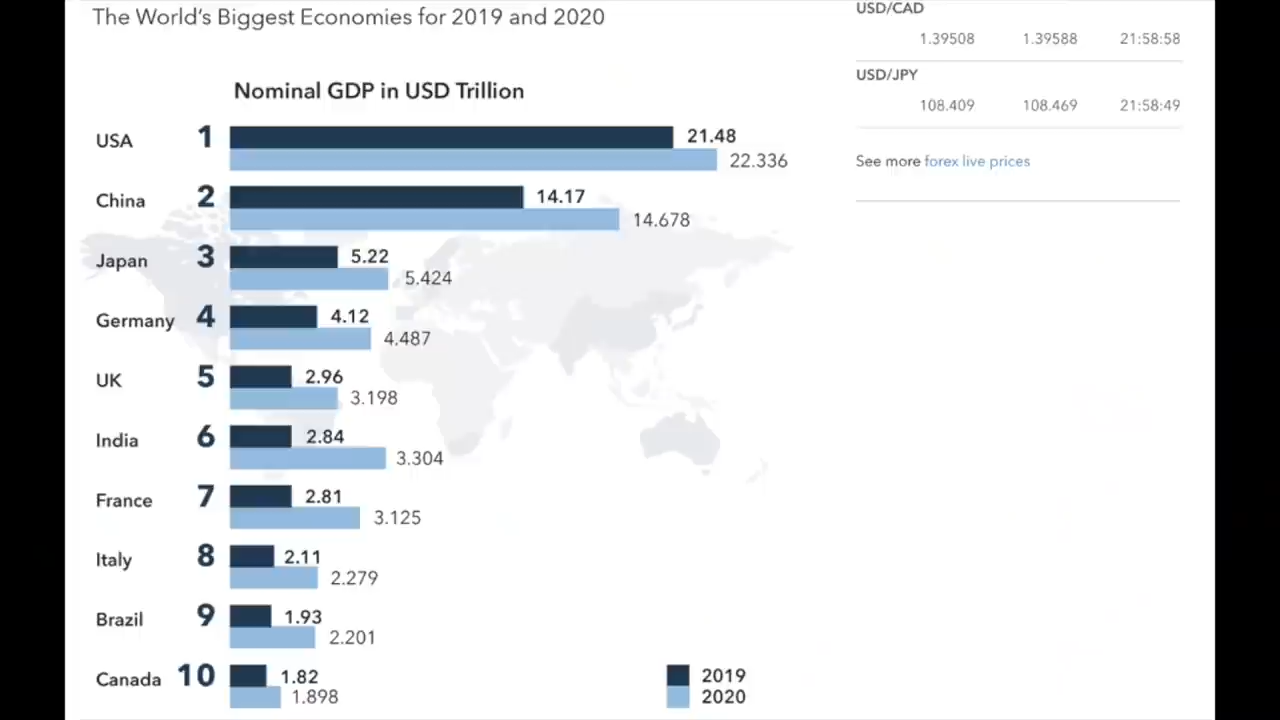 The World's Biggest Economies for 2019 and 2020
Nominal GDP in USD Trillion
USA 1 21.48
22.336
China 2 14.17
14.678
Japan 3 5.22
5.424
Germany 4 4.12
4.487
UK 5 2.96
3.198
India 6 2.84
3.304
France 7 2.81
3.125
Italy 8 2.11
2.279
Brazil 9 1.93
2.201
Canada 10 1.82
1.898
2019
2020
USD/CAD
1.39508 1.39588 21:58:58
USD/JPY
108.409 108.469 21:58:49
See more forex live prices